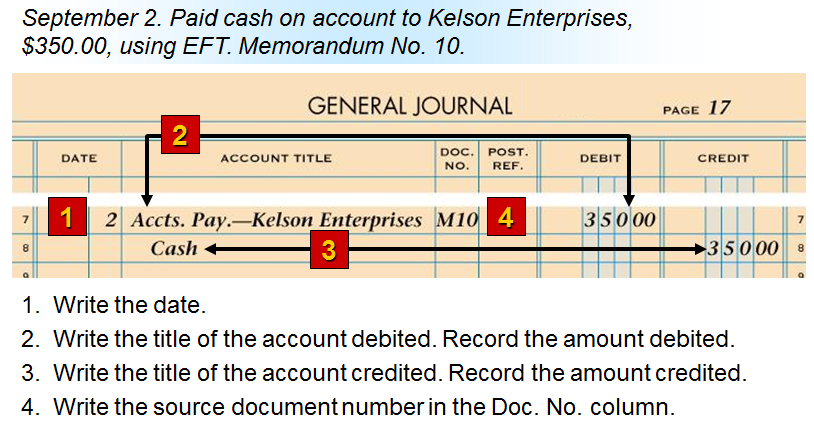 September 2. Paid cash on account to Kelson Enterprises,
$350.00, using EFT. Memorandum No. 10.
GENERAL JOURNAL PAGE 17
2
DATE ACCOUNT TITLE DOC. NO. POST. REF. DEBIT CREDIT
7 1 2 Accts. Pay.—Kelson Enterprises M10 4 350 00 7
8 Cash 3 350 00 8
9 9
1. Write the date.
2. Write the title of the account debited. Record the amount debited.
3. Write the title of the account credited. Record the amount credited.
4. Write the source document number in the Doc. No. column.